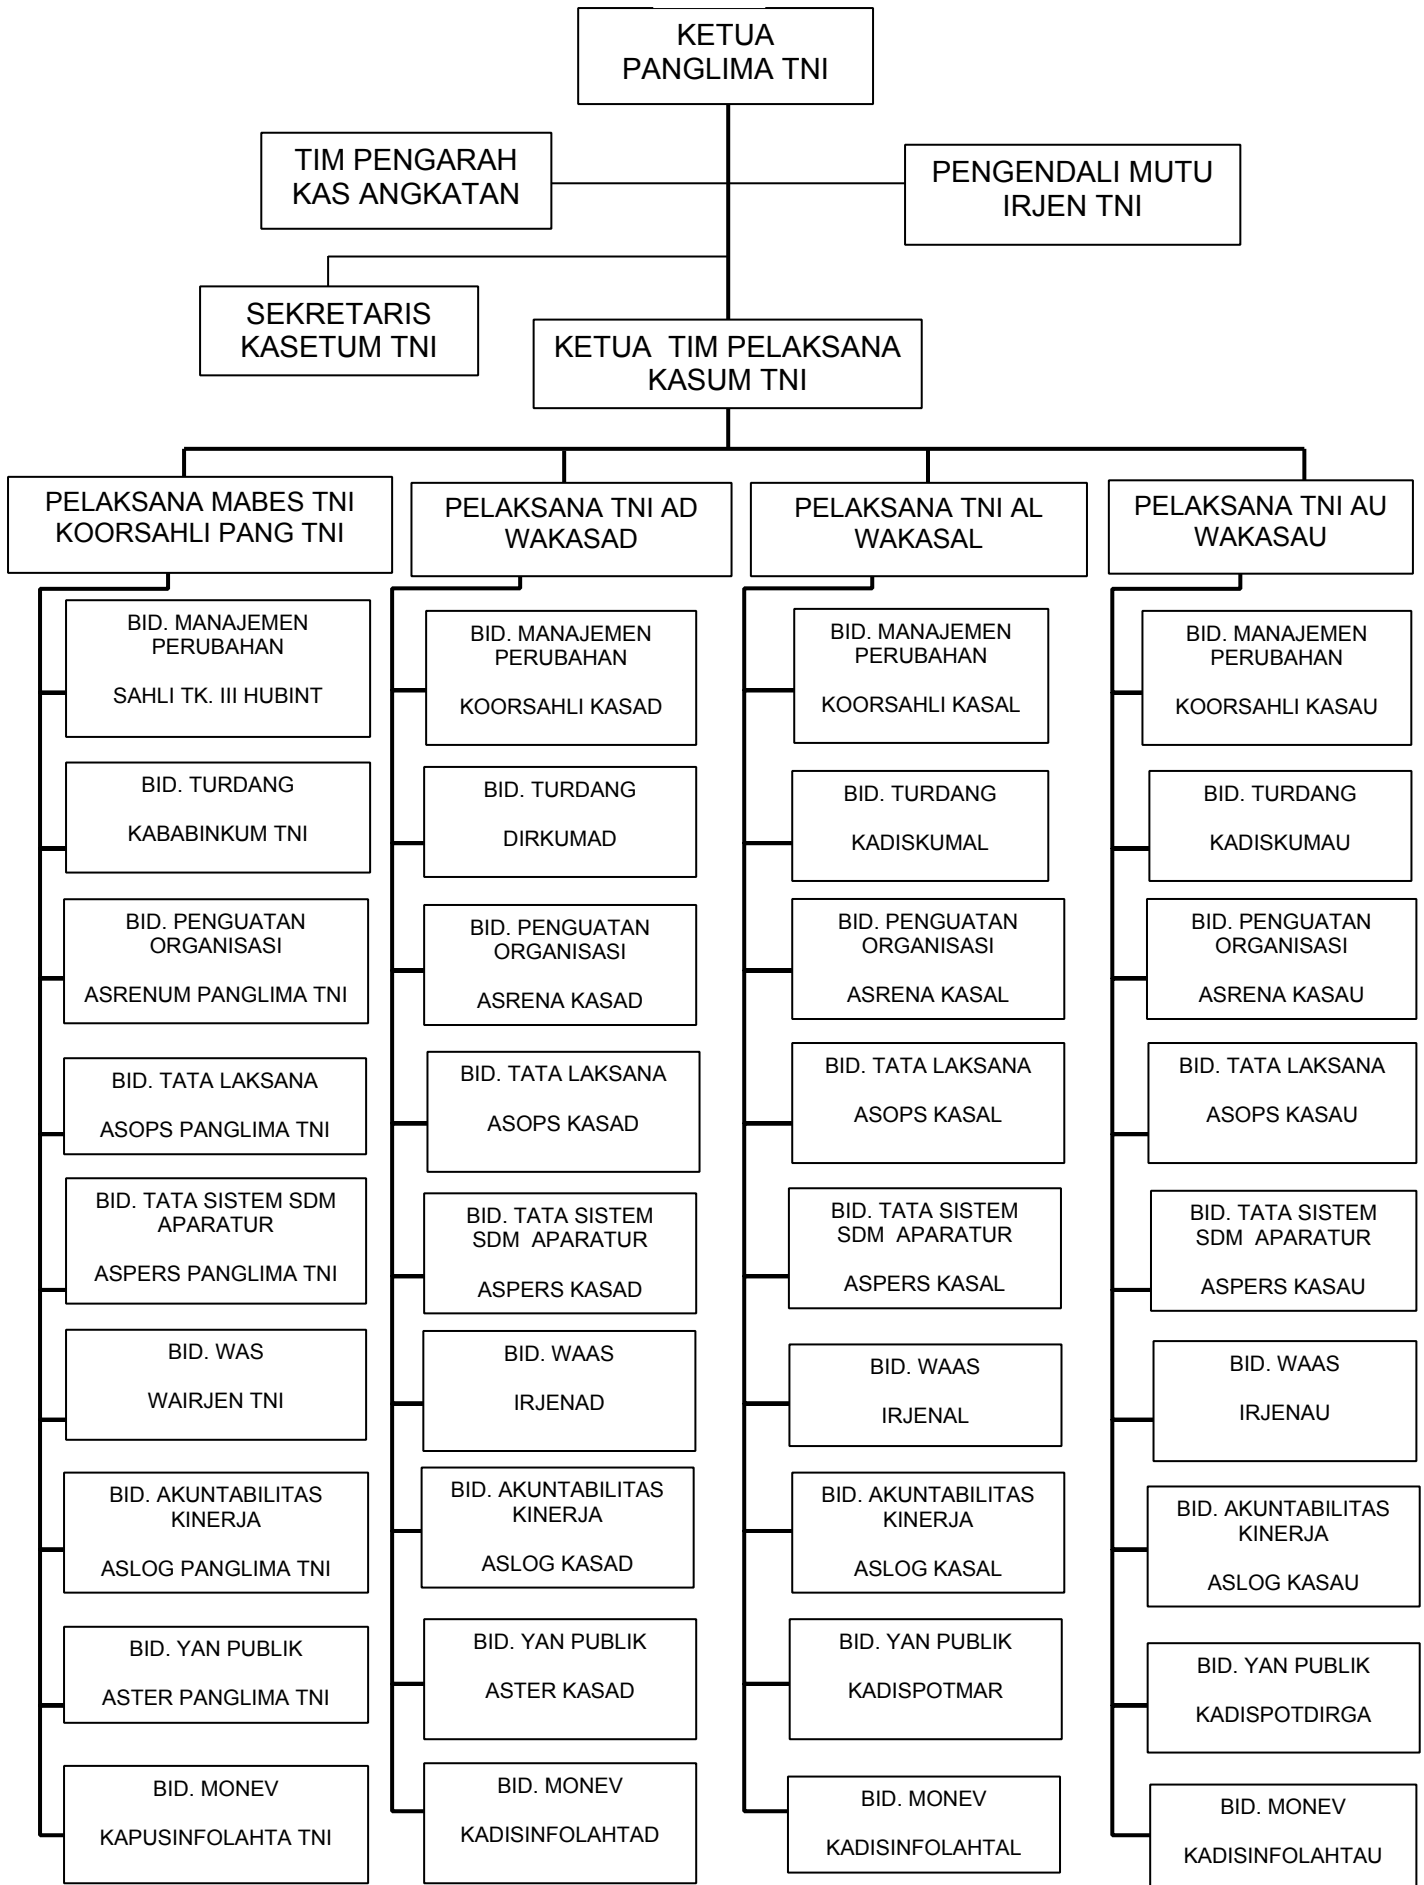 KETUA
PANGLIMA TNI
TIM PENGARAH
KAS ANGKATAN
PENGENDALI MUTU
IRJEN TNI
SEKRETARIS
KASETUM TNI
KETUA TIM PELAKSANA
KASUM TNI
PELAKSANA MABES TNI
KOORSAHLI PANG TNI
BID. MANAJEMEN
PERUBAHAN
SAHLI TK. III HUBINT
BID. TURDANG
KABABINKUM TNI
BID. PENGUATAN
ORGANISASI
ASRENUM PANGLIMA TNI
BID. TATA LAKSANA
ASOPS PANGLIMA TNI
BID. TATA SISTEM SDM
APARATUR
ASPERS PANGLIMA TNI
BID. WAS
WAIRJEN TNI
BID. AKUNTABILITAS
KINERJA
ASLOG PANGLIMA TNI
BID. YAN PUBLIK
ASTER PANGLIMA TNI
BID. MONEV
KAPUSINFOLAHTA TNI
PELAKSANA TNI AD
WAKASAD
BID. MANAJEMEN
PERUBAHAN
KOORSAHLI KASAD
BID. TURDANG
DIRKUMAD
BID. PENGUATAN
ORGANISASI
ASRENA KASAD
BID. TATA LAKSANA
ASOPS KASAD
BID. TATA SISTEM
SDM APARATUR
ASPERS KASAD
BID. WAAS
IRJENAD
BID. AKUNTABILITAS
KINERJA
ASLOG KASAD
BID. YAN PUBLIK
ASTER KASAD
BID. MONEV
KADISINFOLAHTAD
PELAKSANA TNI AL
WAKASAL
BID. MANAJEMEN
PERUBAHAN
KOORSAHLI KASAL
BID. TURDANG
KADISKUMAL
BID. PENGUATAN
ORGANISASI
ASRENA KASAL
BID. TATA LAKSANA
ASOPS KASAL
BID. TATA SISTEM
SDM APARATUR
ASPERS KASAL
BID. WAAS
IRJENAL
BID. AKUNTABILITAS
KINERJA
ASLOG KASAL
BID. YAN PUBLIK
KADISPOTMAR
BID. MONEV
KADISINFOLAHTAL
PELAKSANA TNI AU
WAKASAU
BID. MANAJEMEN
PERUBAHAN
KOORSAHLI KASAU
BID. TURDANG
KADISKUMAU
BID. PENGUATAN
ORGANISASI
ASRENA KASAU
BID. TATA LAKSANA
ASOPS KASAU
BID. TATA SISTEM
SDM APARATUR
ASPERS KASAU
BID. WAAS
IRJENAU
BID. AKUNTABILITAS
KINERJA
ASLOG KASAU
BID. YAN PUBLIK
KADISPOTDIRGA
BID. MONEV
KADISINFOLAHTAU